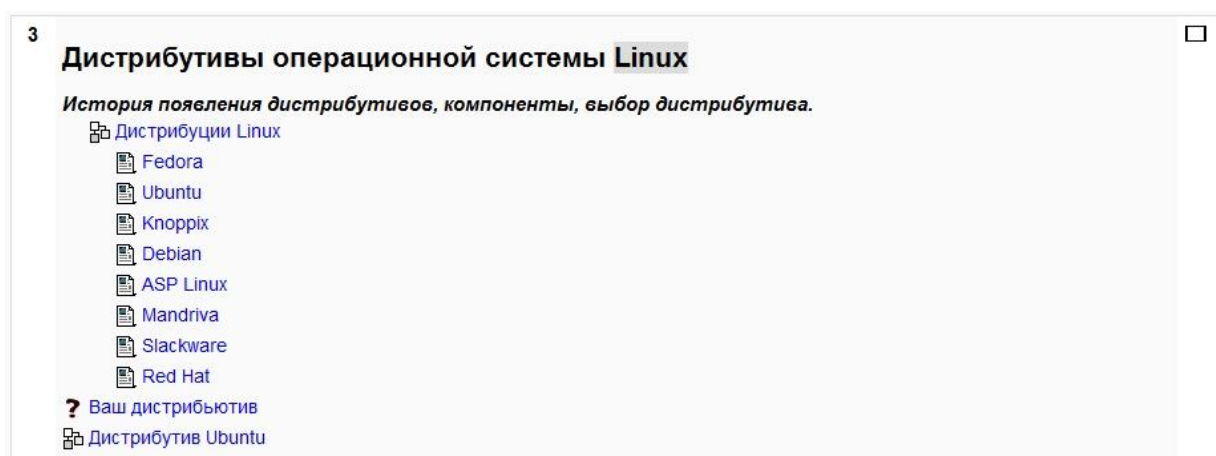 3
Дистрибутивы операционной системы Linux
История появления дистрибутивов, компоненты, выбор дистрибутива.
Дистрибуции Linux
Fedora
Ubuntu
Knoppix
Debian
ASP Linux
Mandriva
Slackware
Red Hat
? Ваш дистрибьютив
Дистрибутив Ubuntu